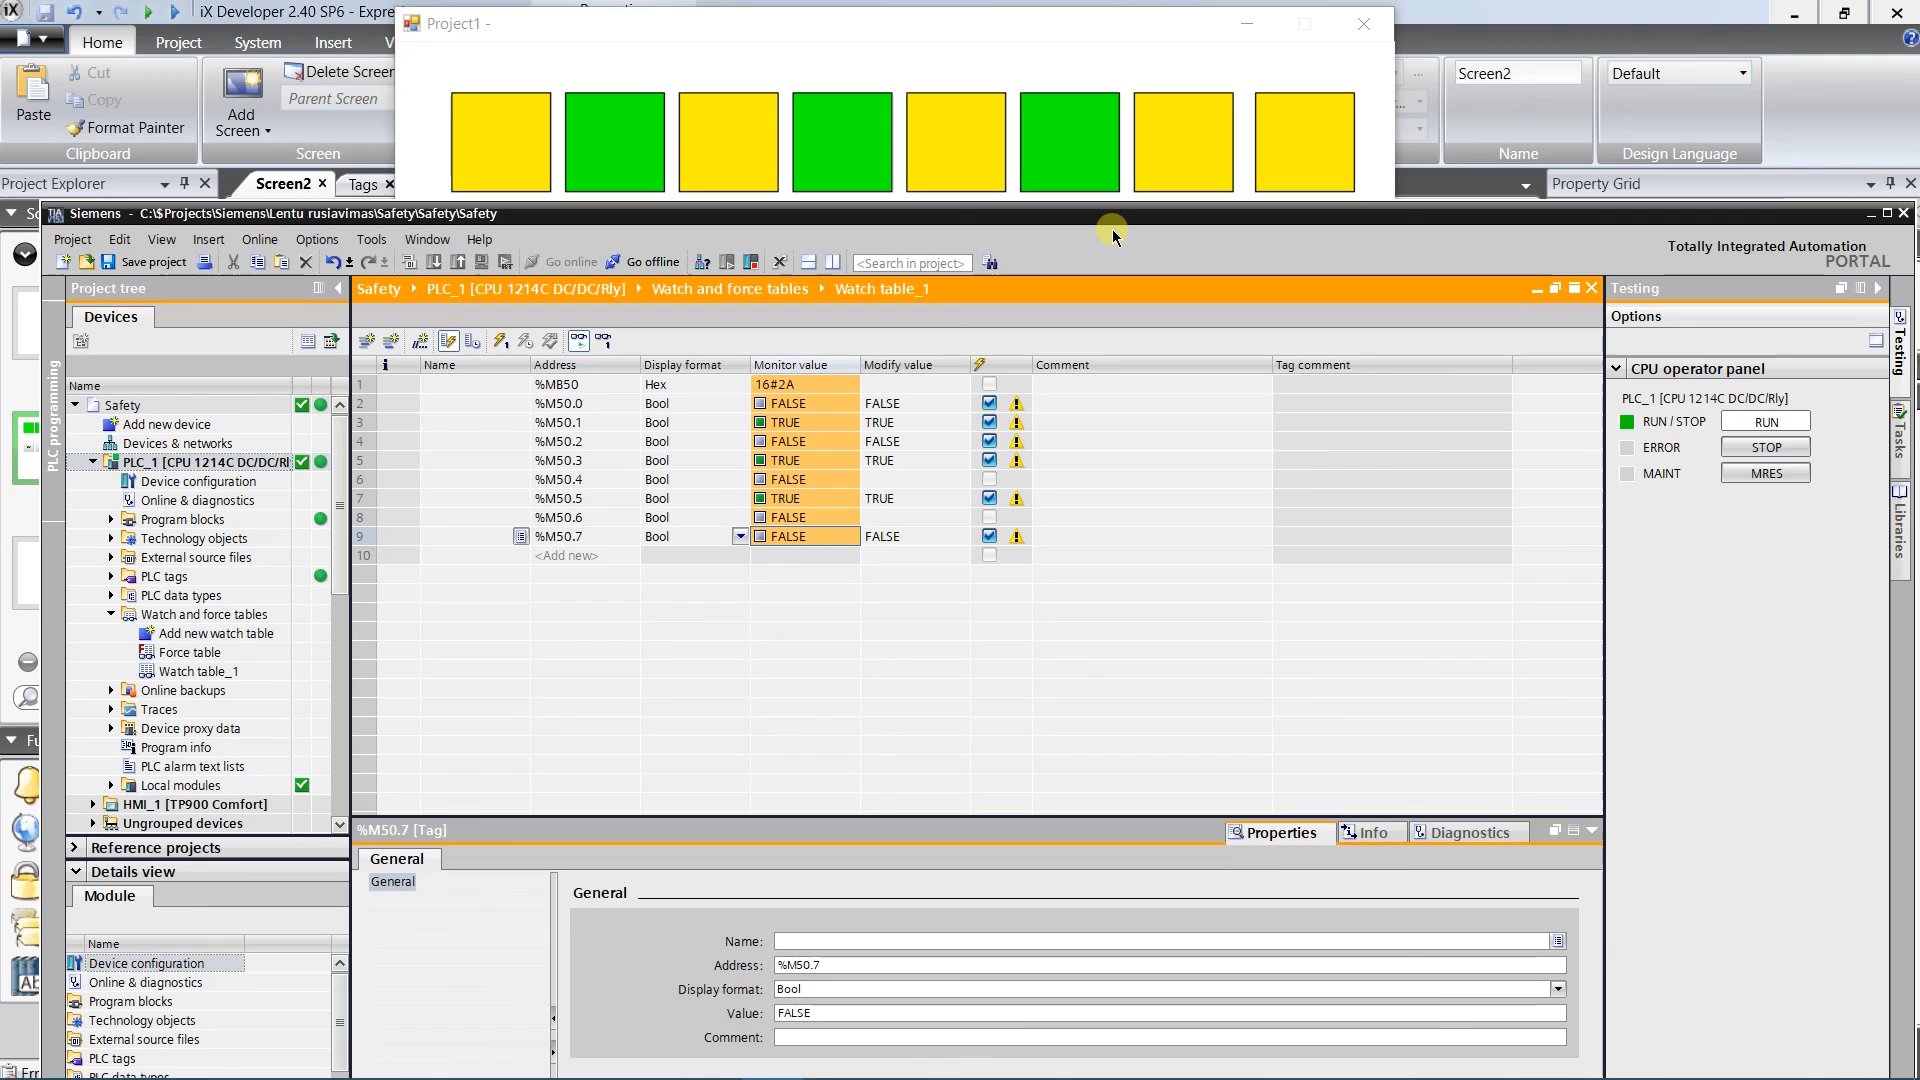 iX Developer 2.40 SP6 - Expre
Project1 -
Home
Project
System
Insert
V
Paste
Cut
Copy
Format Painter
Clipboard
Add
Screen
Delete Screen
Parent Screen
Screen
Screen2
Name
Default
Design Language
Project Explorer
Screen2
Tags
Property Grid
Siemens - C:\$Projects\Siemens\Lentu rusiavimas\Safety\Safety\Safety
Project Edit View Insert Online Options Tools Window Help
Save project
Go online
Go offline
<Search in project>
Totally Integrated Automation
PORTAL
Project tree
Devices
PLC programming
Name
Safety
Add new device
Devices & networks
PLC_1 [CPU 1214C DC/DC/Rl
Device configuration
Online & diagnostics
Program blocks
Technology objects
External source files
PLC tags
PLC data types
Watch and force tables
Add new watch table
Force table
Watch table_1
Online backups
Traces
Device proxy data
Program info
PLC alarm text lists
Local modules
HMI_1 [TP900 Comfort]
Ungrouped devices
Reference projects
Details view
Module
Name
Device configuration
Online & diagnostics
Program blocks
Technology objects
External source files
PLC tags
PLC data types
Safety PLC_1 [CPU 1214C DC/DC/Rly] Watch and force tables Watch table_1
i Name Address Display format Monitor value Modify value Comment Tag comment
1 %MB50 Hex 16#2A
2 %M50.0 Bool FALSE FALSE
3 %M50.1 Bool TRUE TRUE
4 %M50.2 Bool FALSE FALSE
5 %M50.3 Bool TRUE TRUE
6 %M50.4 Bool FALSE
7 %M50.5 Bool TRUE TRUE
8 %M50.6 Bool FALSE
9 %M50.7 Bool FALSE FALSE
10 <Add new>
%M50.7 [Tag]
Properties
Info
Diagnostics
General
General
General
Name:
Address: %M50.7
Display format: Bool
Value: FALSE
Comment:
Testing
Options
CPU operator panel
PLC_1 [CPU 1214C DC/DC/Rly]
RUN / STOP RUN
ERROR STOP
MAINT MRES
Testing
Tasks
Libraries